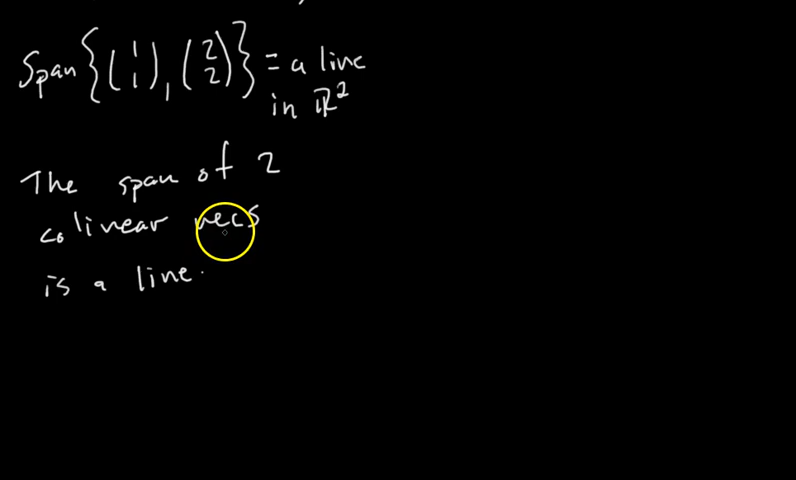 Span{(1 1), (2 2)} = a line
in ℝ²
The span of 2
colinear vecs
is a line.